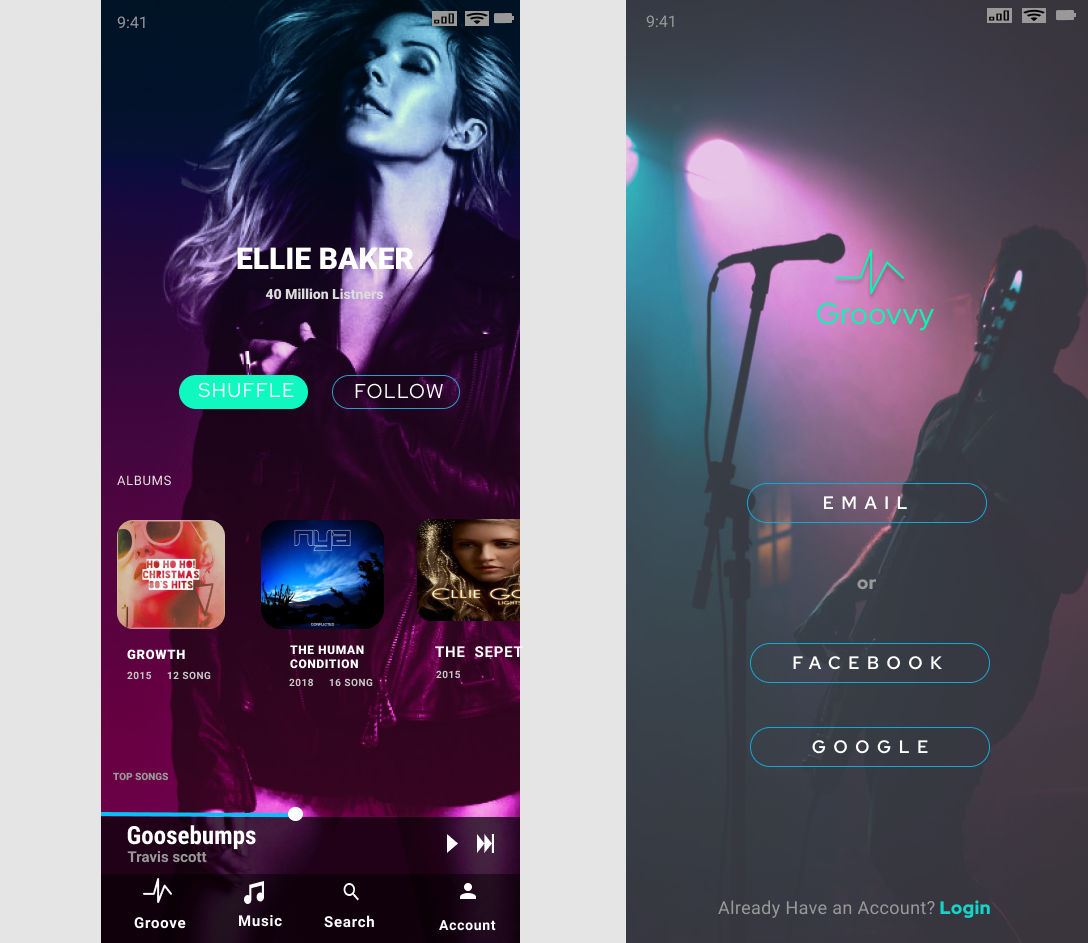 9:41
ELLIE BAKER
40 Million Listners
SHUFFLE
FOLLOW
ALBUMS
HO HO HO!
CHRISTMAS
80'S HITS
nya
CONFLICTED
ELLIE GO
LIGHTS
GROWTH
2015 12 SONG
THE HUMAN
CONDITION
2018 16 SONG
THE SEPET
2015
TOP SONGS
Goosebumps
Travis scott
Groove
Music
Search
Account
9:41
Groovvy
EMAIL
or
FACEBOOK
GOOGLE
Already Have an Account? Login